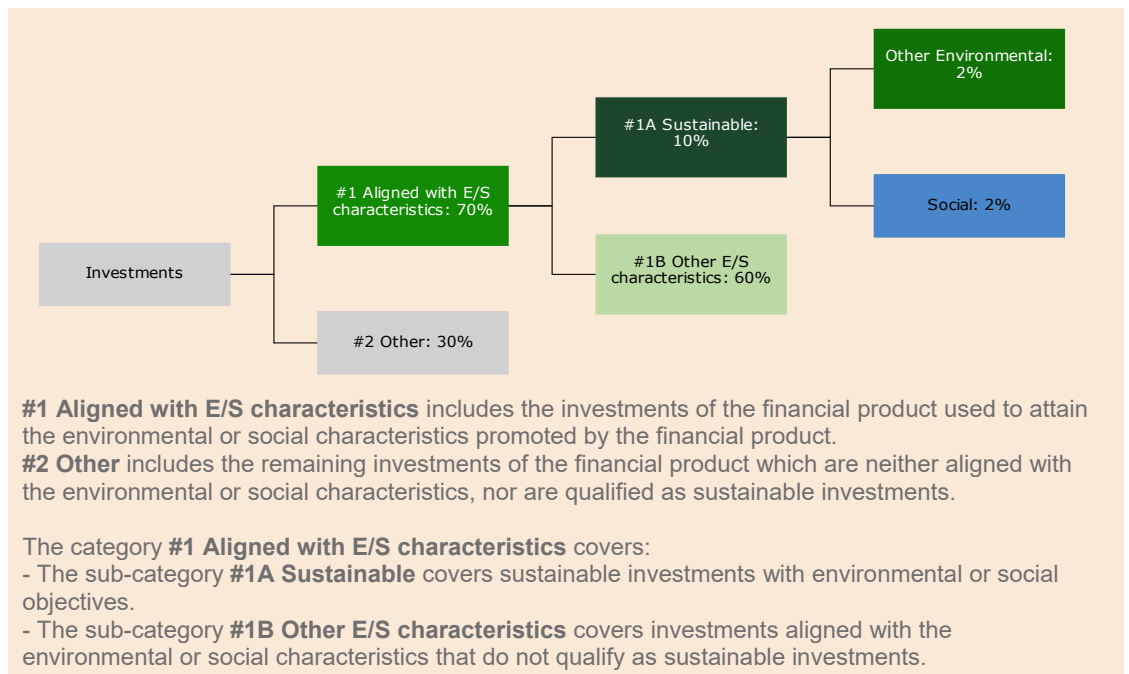 Other Environmental:
2%
#1A Sustainable:
10%
#1 Aligned with E/S
characteristics: 70%
Social: 2%
Investments
#1B Other E/S
characteristics: 60%
#2 Other: 30%
#1 Aligned with E/S characteristics includes the investments of the financial product used to attain
the environmental or social characteristics promoted by the financial product.
#2 Other includes the remaining investments of the financial product which are neither aligned with
the environmental or social characteristics, nor are qualified as sustainable investments.
The category #1 Aligned with E/S characteristics covers:
- The sub-category #1A Sustainable covers sustainable investments with environmental or social
objectives.
- The sub-category #1B Other E/S characteristics covers investments aligned with the
environmental or social characteristics that do not qualify as sustainable investments.